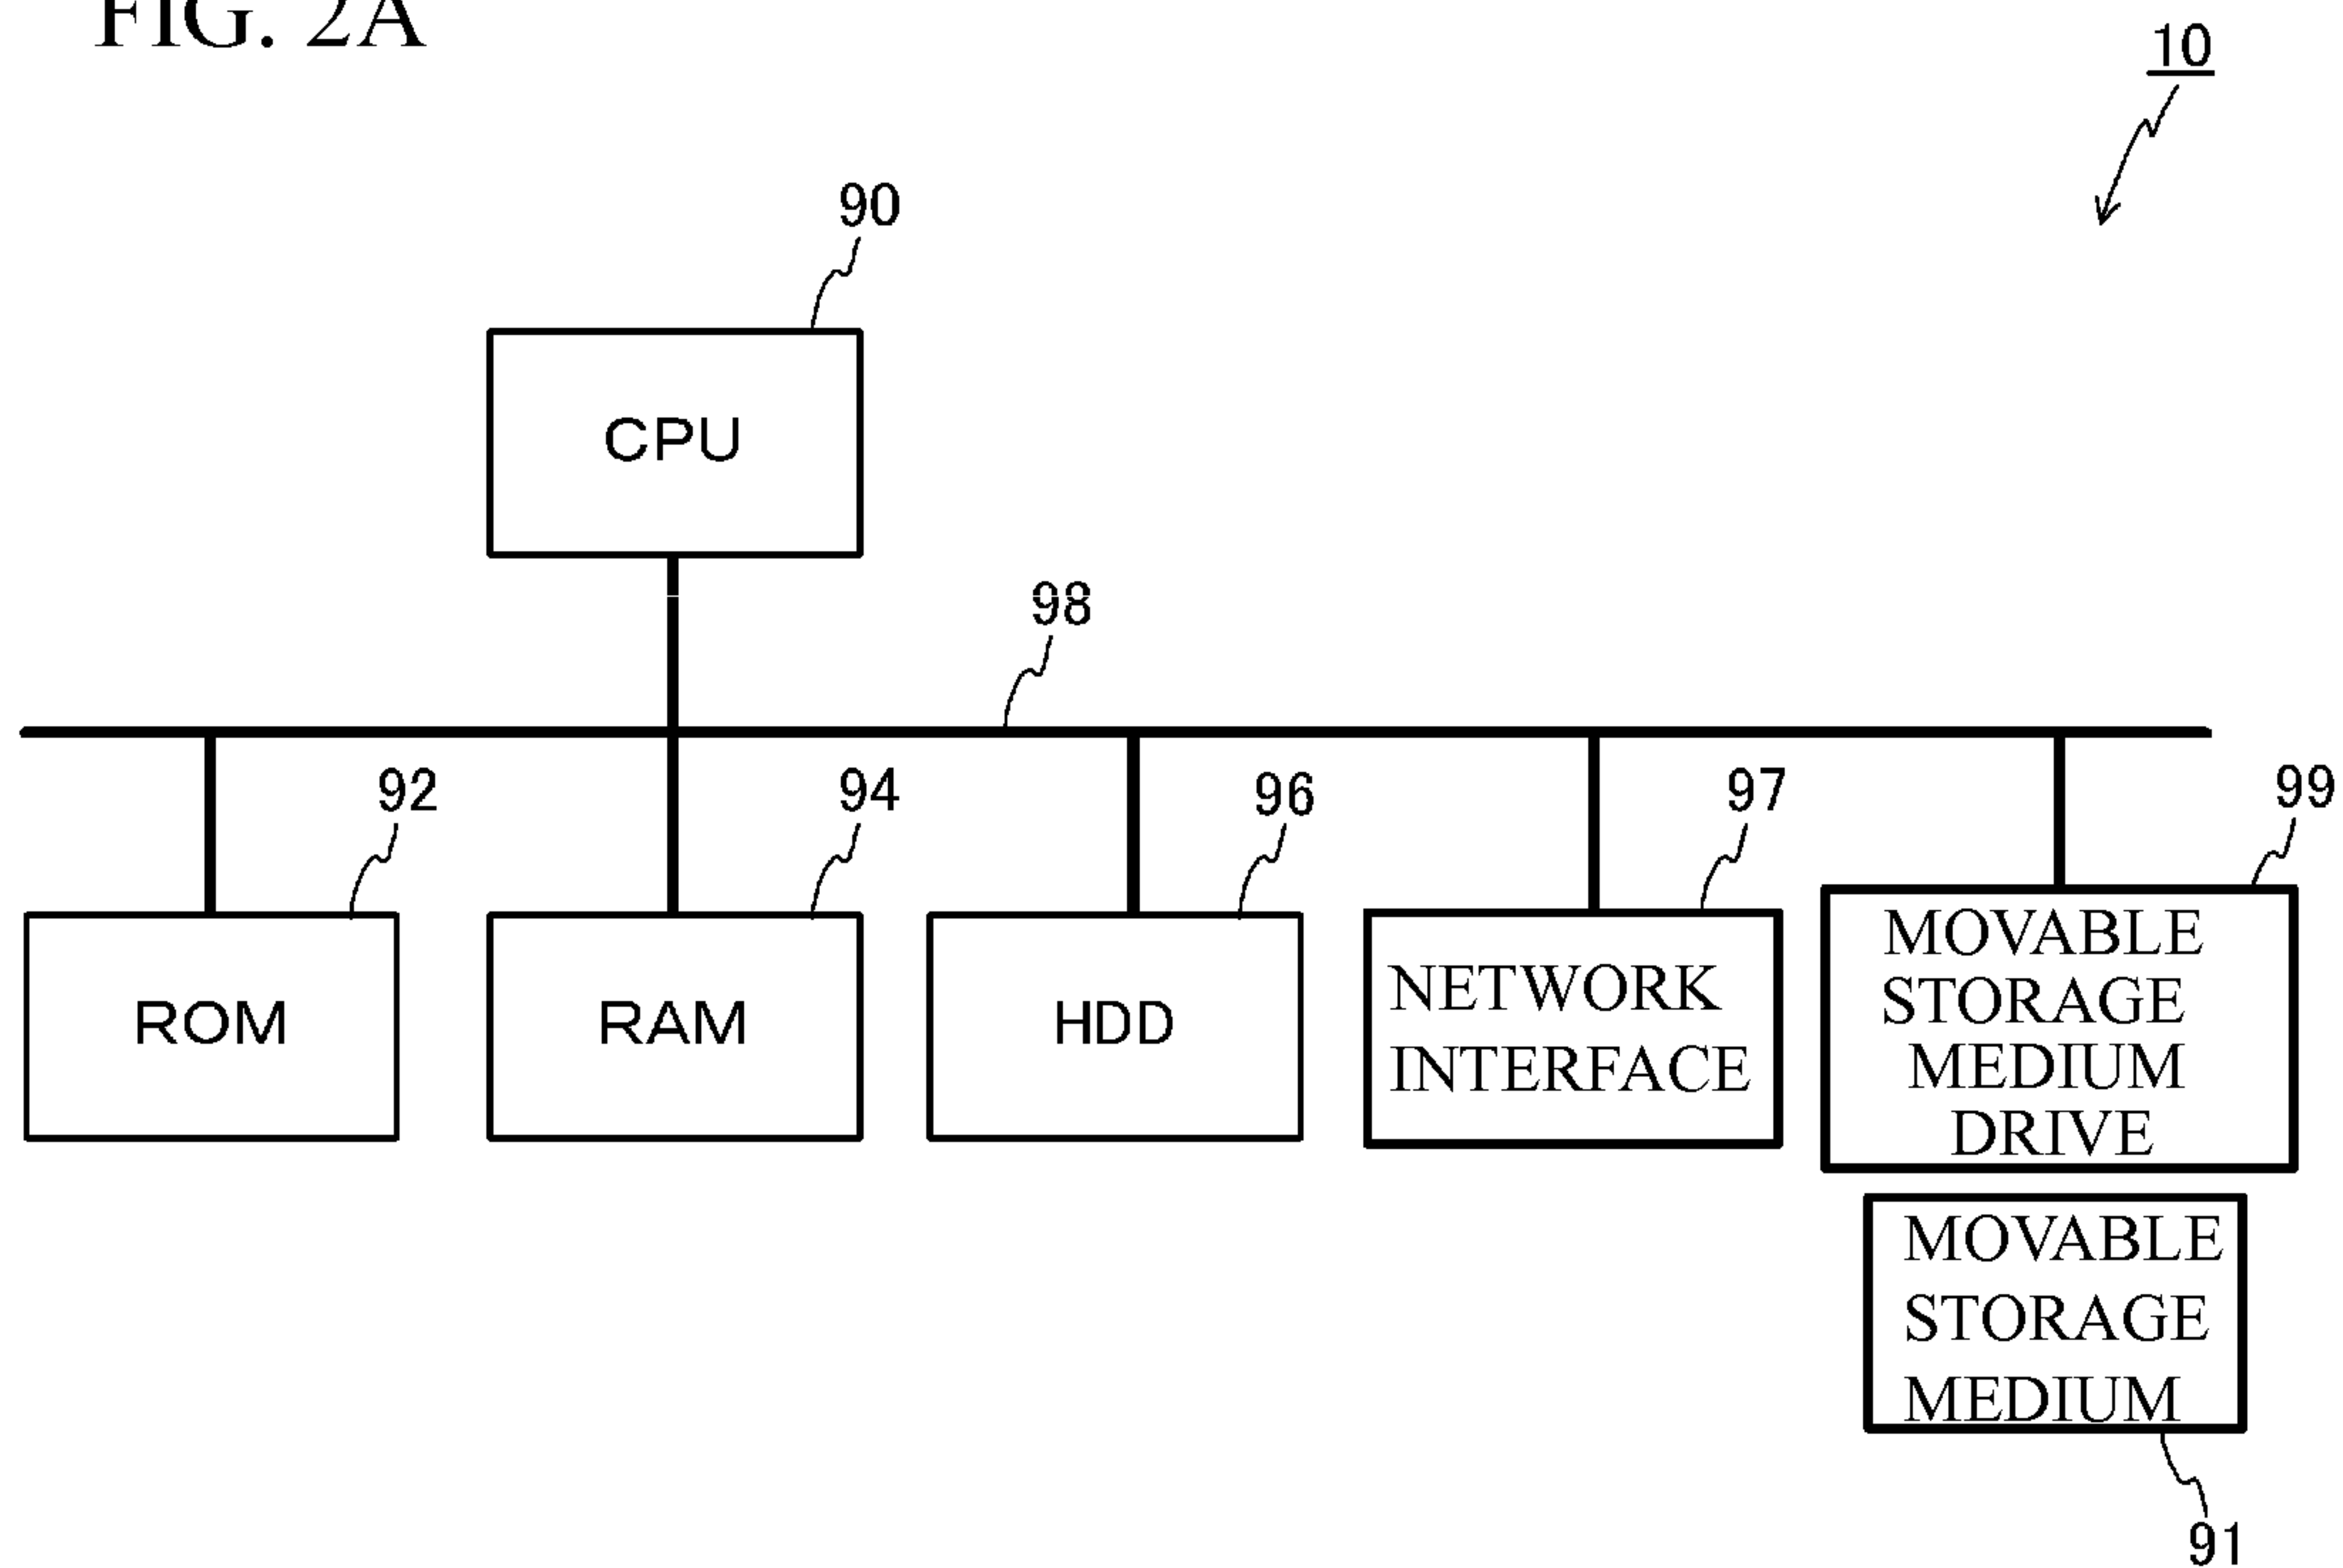 FIG. 2A
10
90
CPU
98
92
94
96
97
99
ROM
RAM
HDD
NETWORK
INTERFACE
MOVABLE
STORAGE
MEDIUM
DRIVE
MOVABLE
STORAGE
MEDIUM
91